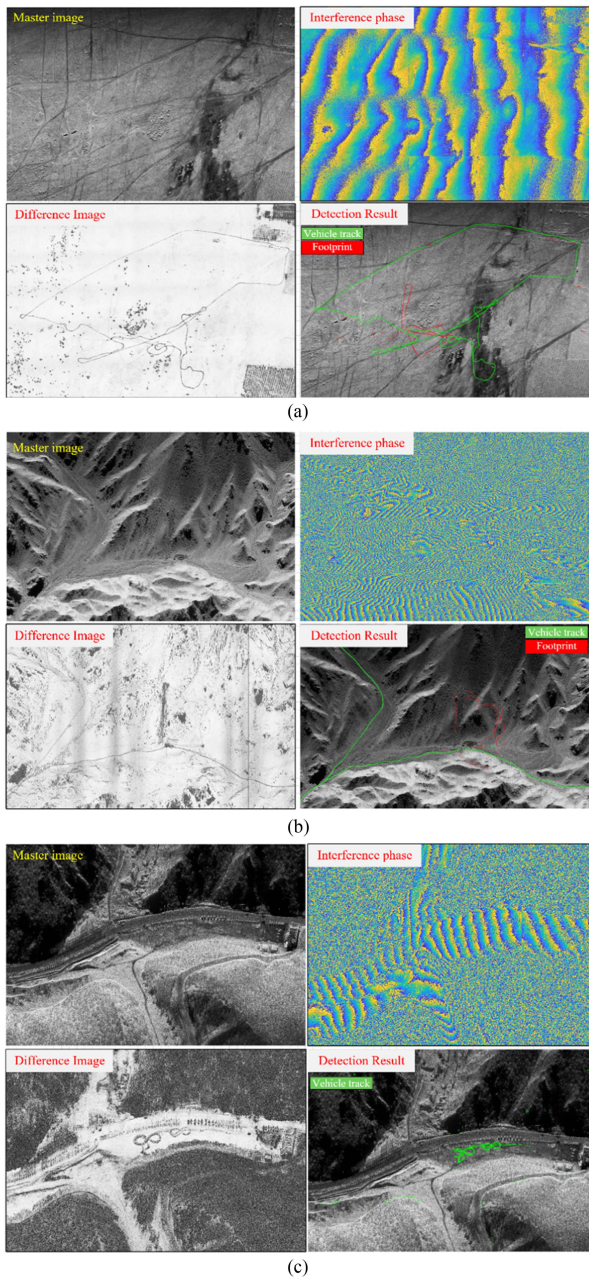 Master image
Interference phase
Difference Image
Detection Result
Vehicle track
Footprint
(a)
Master image
Interference phase
Difference Image
Detection Result
Vehicle track
Footprint
(b)
Master image
Interference phase
Difference Image
Detection Result
Vehicle track
(c)